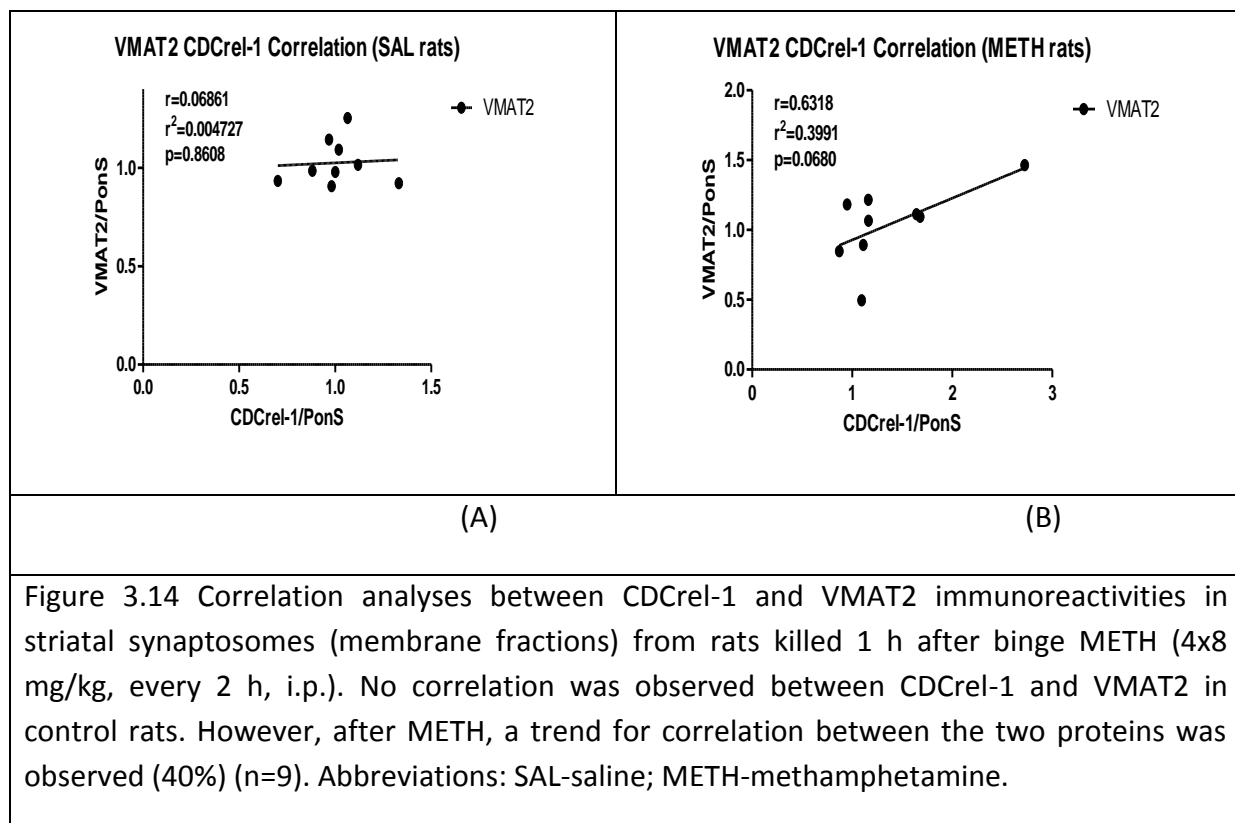 VMAT2 CDCrel-1 Correlation (SAL rats)
r=0.06861
r²=0.004727
p=0.8608
VMAT2
VMAT2/PonS
1.0
0.5
0.0
0.0 0.5 1.0 1.5
CDCrel-1/PonS
VMAT2 CDCrel-1 Correlation (METH rats)
r=0.6318
r²=0.3991
p=0.0680
VMAT2
VMAT2/PonS
2.0
1.5
1.0
0.5
0.0
0 1 2 3
CDCrel-1/PonS
(A) (B)
Figure 3.14 Correlation analyses between CDCrel-1 and VMAT2 immunoreactivities in
striatal synaptosomes (membrane fractions) from rats killed 1 h after binge METH (4x8
mg/kg, every 2 h, i.p.). No correlation was observed between CDCrel-1 and VMAT2 in
control rats. However, after METH, a trend for correlation between the two proteins was
observed (40%) (n=9). Abbreviations: SAL-saline; METH-methamphetamine.